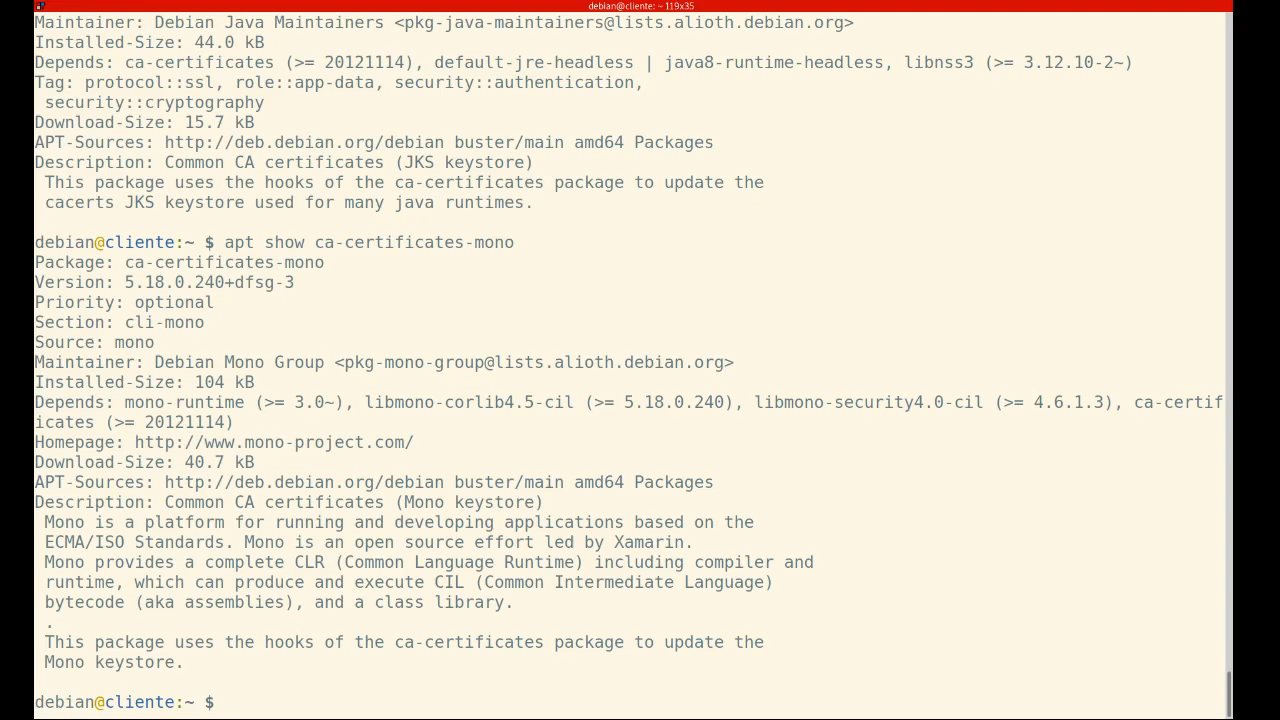 debian@cliente: ~ 119x35
Maintainer: Debian Java Maintainers <pkg-java-maintainers@lists.alioth.debian.org>
Installed-Size: 44.0 kB
Depends: ca-certificates (>= 20121114), default-jre-headless | java8-runtime-headless, libnss3 (>= 3.12.10-2~)
Tag: protocol::ssl, role::app-data, security::authentication,
 security::cryptography
Download-Size: 15.7 kB
APT-Sources: http://deb.debian.org/debian buster/main amd64 Packages
Description: Common CA certificates (JKS keystore)
 This package uses the hooks of the ca-certificates package to update the
 cacerts JKS keystore used for many java runtimes.

debian@cliente:~ $ apt show ca-certificates-mono
Package: ca-certificates-mono
Version: 5.18.0.240+dfsg-3
Priority: optional
Section: cli-mono
Source: mono
Maintainer: Debian Mono Group <pkg-mono-group@lists.alioth.debian.org>
Installed-Size: 104 kB
Depends: mono-runtime (>= 3.0~), libmono-corlib4.5-cil (>= 5.18.0.240), libmono-security4.0-cil (>= 4.6.1.3), ca-certif
icates (>= 20121114)
Homepage: http://www.mono-project.com/
Download-Size: 40.7 kB
APT-Sources: http://deb.debian.org/debian buster/main amd64 Packages
Description: Common CA certificates (Mono keystore)
 Mono is a platform for running and developing applications based on the
 ECMA/ISO Standards. Mono is an open source effort led by Xamarin.
 Mono provides a complete CLR (Common Language Runtime) including compiler and
 runtime, which can produce and execute CIL (Common Intermediate Language)
 bytecode (aka assemblies), and a class library.
 .
 This package uses the hooks of the ca-certificates package to update the
 Mono keystore.

debian@cliente:~ $